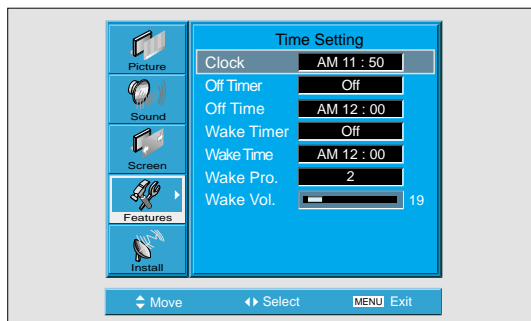 Picture
Sound
Screen
Features
Install
Time Setting
Clock AM 11 : 50
Off Timer Off
Off Time AM 12 : 00
Wake Timer Off
Wake Time AM 12 : 00
Wake Pro. 2
Wake Vol. 19
Move Select MENU Exit